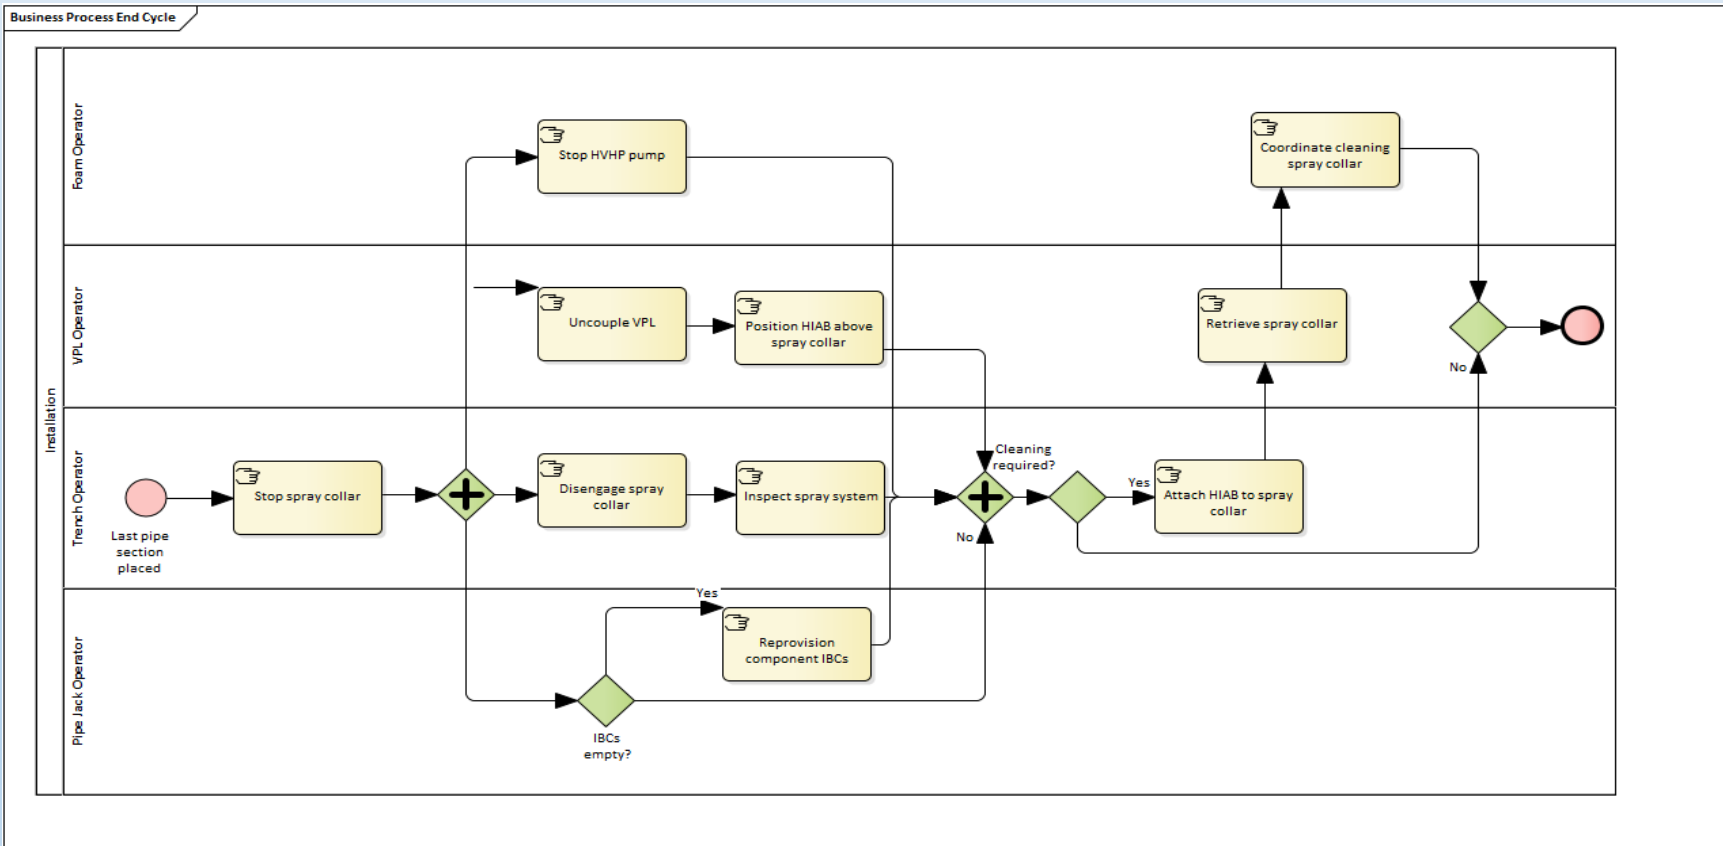 Business Process End Cycle
Installation
Foam Operator
Stop HVHP pump
Coordinate cleaning
spray collar
VPL Operator
Uncouple VPL
Position HIAB above
spray collar
Retrieve spray collar
No
Trench Operator
Last pipe
section
placed
Stop spray collar
Disengage spray
collar
Inspect spray system
Cleaning
required?
No
Yes
Attach HIAB to spray
collar
Pipe Jack Operator
IBCs
empty?
Yes
Reprovision
component IBCs